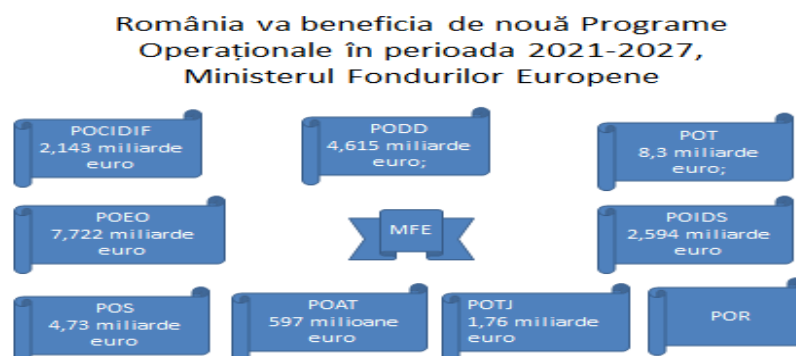 România va beneficia de nouă Programe
Operaționale în perioada 2021-2027,
Ministerul Fondurilor Europene
POCIDIF
2,143 miliarde
euro
PODD
4,615 miliarde
euro;
POT
8,3 miliarde
euro;
POEO
7,722 miliarde
euro
MFE
POIDS
2,594 miliarde
euro
POS
4,73 miliarde
euro
POAT
597 milioane
euro
POTJ
1,76 miliarde
euro
POR